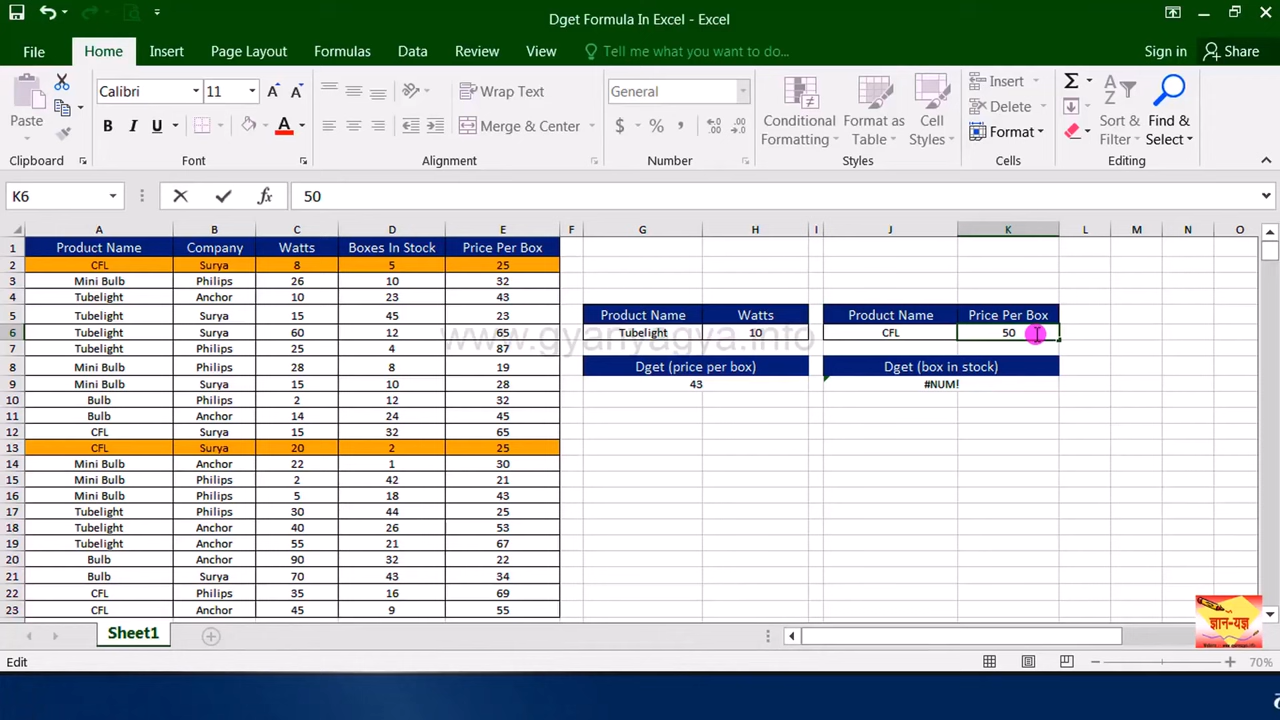 Dget Formula In Excel - Excel
File Home Insert Page Layout Formulas Data Review View Tell me what you want to do... Sign in Share
Paste
Calibri 11
B I U A
Wrap Text
Merge & Center
General
$ % ,
Conditional Formatting
Format as Table
Cell Styles
Insert
Delete
Format
Sort & Filter
Find & Select
Clipboard Font Alignment Number Styles Cells Editing
K6 fx 50
A B C D E F G H I J K L M N O
1 Product Name Company Watts Boxes In Stock Price Per Box
2 CFL Surya 8 5 25
3 Mini Bulb Philips 26 10 32
4 Tubelight Anchor 10 23 43
5 Tubelight Surya 15 45 23 Product Name Watts Product Name Price Per Box
6 Tubelight Surya 60 12 65 Tubelight 10 CFL 50
www.gyanyagya.info
7 Tubelight Philips 25 4 87
8 Mini Bulb Philips 28 8 19 Dget (price per box) Dget (box in stock)
9 Mini Bulb Surya 15 10 28 43 #NUM!
10 Bulb Philips 2 12 32
11 Bulb Anchor 14 24 45
12 CFL Surya 15 32 65
13 CFL Surya 20 2 25
14 Mini Bulb Anchor 22 1 30
15 Mini Bulb Philips 2 42 21
16 Mini Bulb Philips 5 18 43
17 Tubelight Philips 30 44 25
18 Tubelight Anchor 40 26 53
19 Tubelight Anchor 55 21 67
20 Bulb Anchor 90 32 22
21 Bulb Surya 70 43 34
22 CFL Philips 35 16 69
23 CFL Anchor 45 9 55
ज्ञान-यज्ञ
Sheet1
Edit 70%